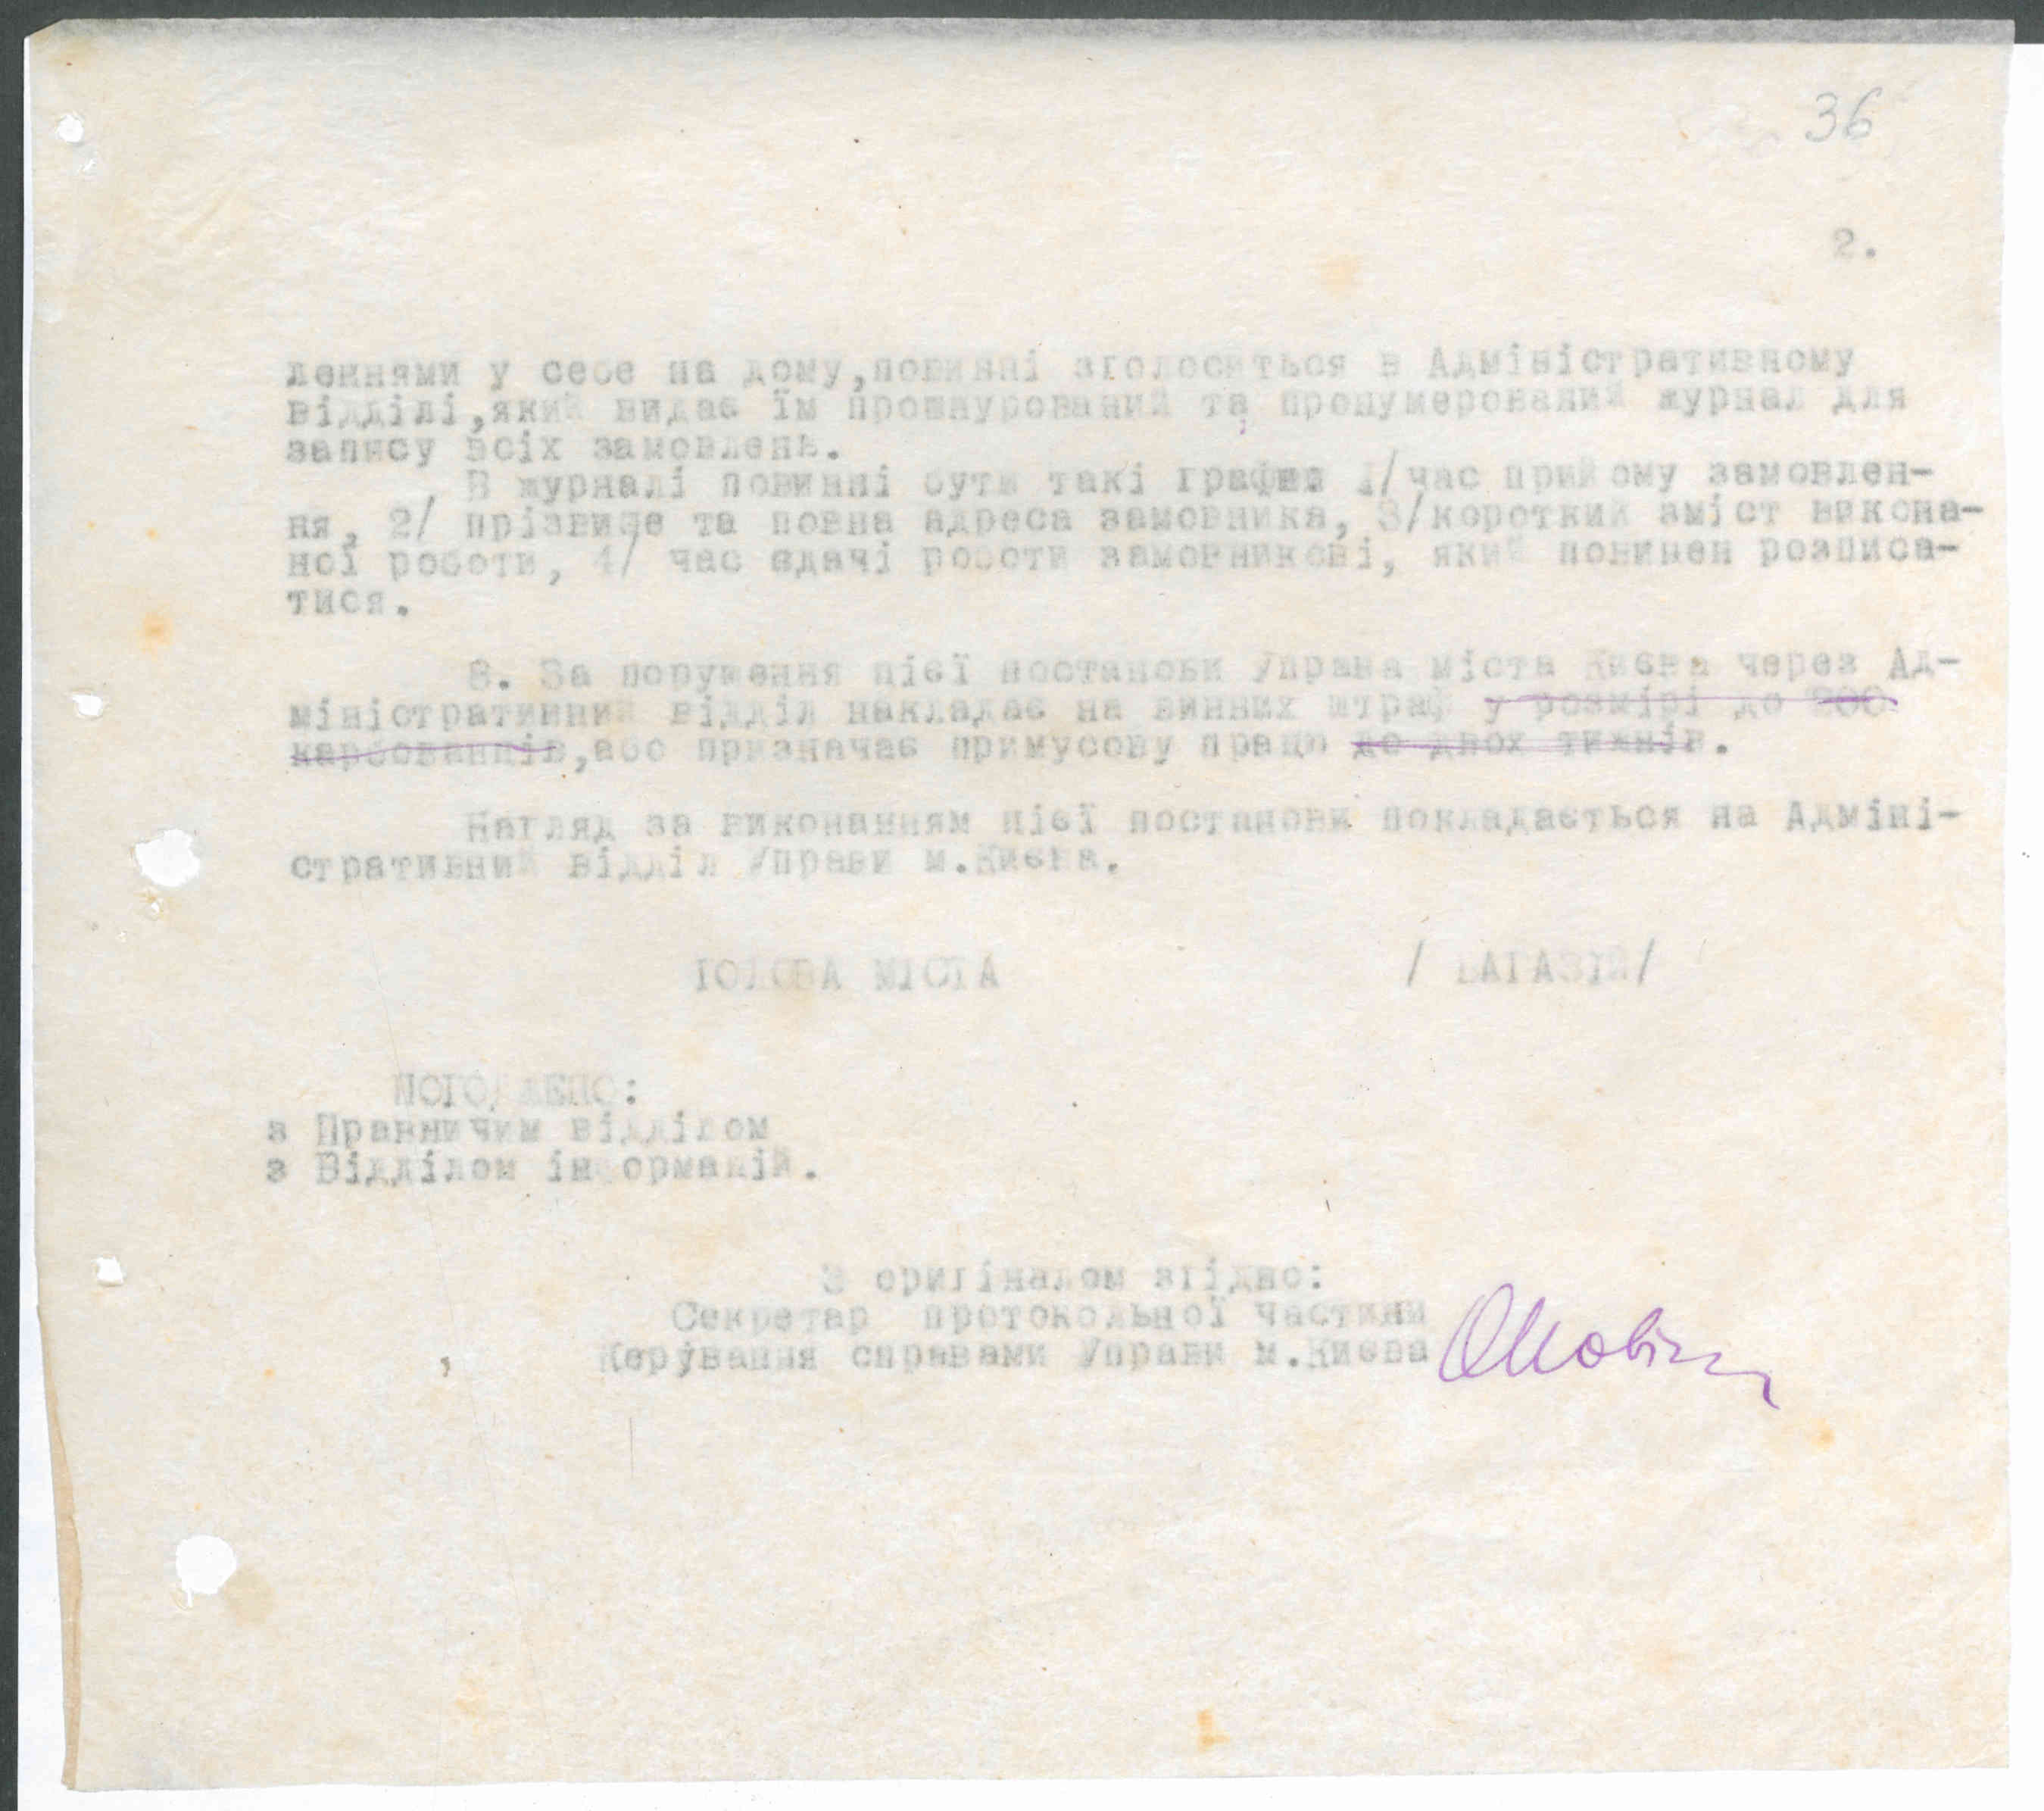 36
2.
леннями у себе на дому,повинні зголоситься в Адміністративному
відділі,який видає їм прошнурований та пронумерований журнал для
запису всіх замовлень.
В журналі повинні бути такі графи 1/час прийому замовлен-
ня, 2/ прізвище та повна адреса замовника, 3/короткий зміст викона-
ної роботи, 4/ час здачі роботи замовникові, який повинен розписа-
тися.
8. За порушення цієї постанови Управа міста Києва через Ад-
міністративний відділ накладає на винних штраф у розмірі до 200
карбованців,або призначає примусову працю до двох тижнів.
Нагляд за виконанням цієї постанови покладається на Адміні-
стративний відділ Управи м.Києва.
ГОЛОВА МІСТА / БАГАЗІЙ/
ПОГОДЖЕНО:
з Правничим відділом
з Відділом інформацій.
З оригіналом згідно:
Секретар протокольної частини
Керування справами Управи м.Києва